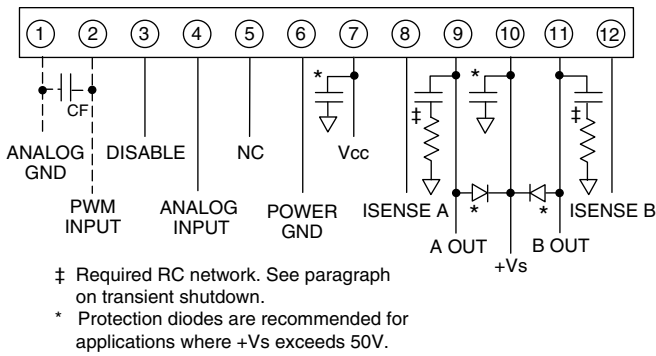 1 2 3 4 5 6 7 8 9 10 11 12
* *
CF ‡ ‡
ANALOG GND DISABLE NC Vcc
* *
PWM INPUT ANALOG INPUT POWER GND ISENSE A ISENSE B
A OUT B OUT
+Vs
‡ Required RC network. See paragraph
on transient shutdown.
* Protection diodes are recommended for
applications where +Vs exceeds 50V.